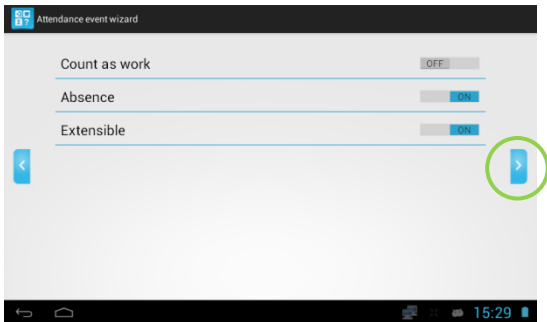 Attendance event wizard
Count as work OFF
Absence ON
Extensible ON
15:29